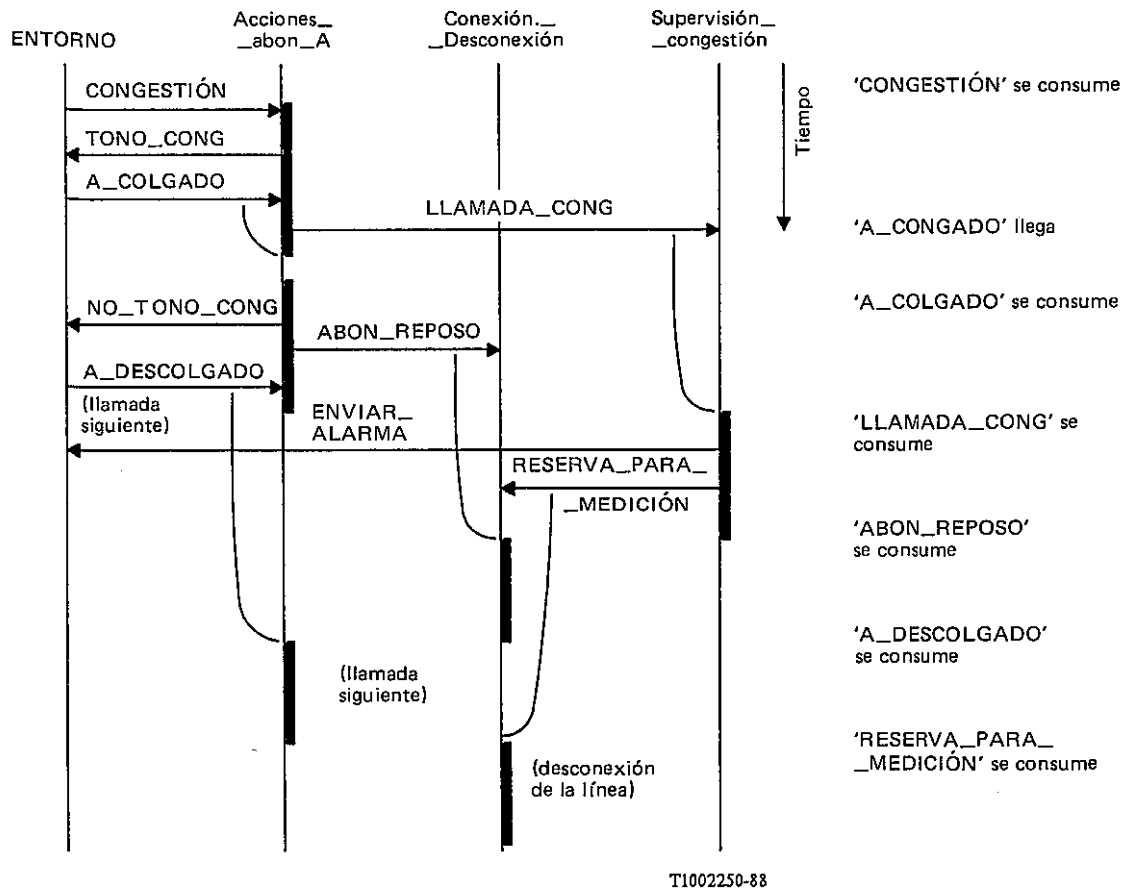 ENTORNO
Acciones_
_abon_A
Conexión._
_Desconexión
Supervisión_
_congestión
CONGESTIÓN
TONO_CONG
A_COLGADO
LLAMADA_CONG
Tiempo
'CONGESTIÓN' se consume
'A_CONGADO' llega
'A_COLGADO' se consume
NO_TONO_CONG
ABON_REPOSO
A_DESCOLGADO
(llamada
siguiente)
ENVIAR_
ALARMA
'LLAMADA_CONG' se
consume
RESERVA_PARA_
_MEDICIÓN
'ABON_REPOSO'
se consume
'A_DESCOLGADO'
se consume
(llamada
siguiente)
'RESERVA_PARA_
_MEDICIÓN' se consume
(desconexión
de la línea)
T1002250-88